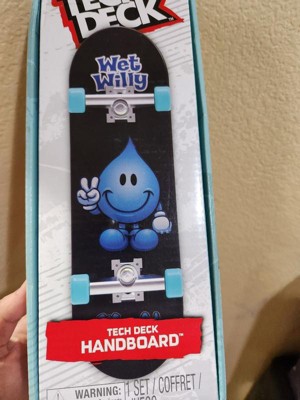 TECH
DECK
Wet
Willy
TECH DECK
HANDBOARD™
WARNING: 1 SET / COFFRET /